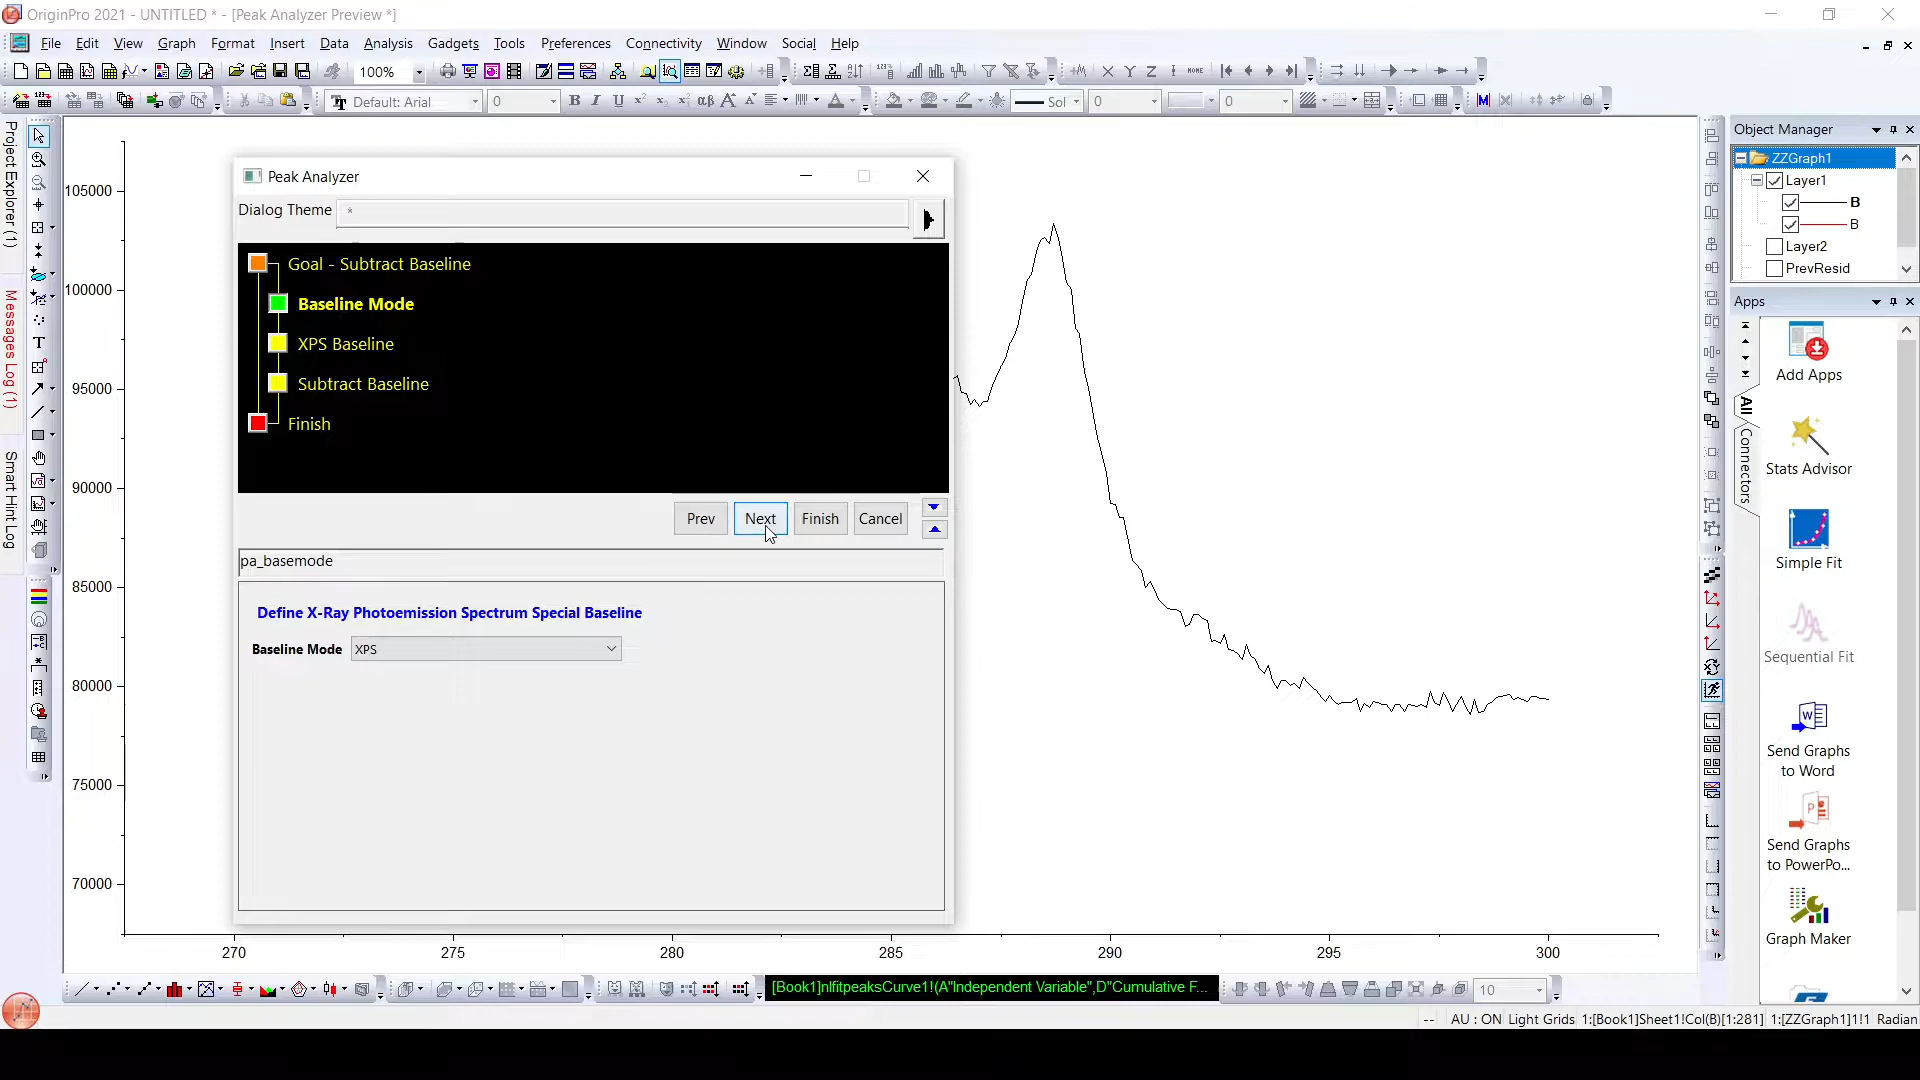 OriginPro 2021 - UNTITLED * - [Peak Analyzer Preview *]
File Edit View Graph Format Insert Data Analysis Gadgets Tools Preferences Connectivity Window Social Help
100%
Default: Arial 0 B I U Sol 0 0
Project Explorer (1)
Messages Log (1)
Smart Hint Log
105000
100000
95000
90000
85000
80000
75000
70000
270 275 280 285 290 295 300
Peak Analyzer
Dialog Theme *
Goal - Subtract Baseline
Baseline Mode
XPS Baseline
Subtract Baseline
Finish
Prev Next Finish Cancel
pa_basemode
Define X-Ray Photoemission Spectrum Special Baseline
Baseline Mode XPS
Object Manager
ZZGraph1
Layer1
B
B
Layer2
PrevResid
Apps
All
Connectors
Add Apps
Stats Advisor
Simple Fit
Sequential Fit
Send Graphs
to Word
Send Graphs
to PowerPo...
Graph Maker
[Book1]nlfitpeaksCurve1!(A"Independent Variable",D"Cumulative F...
10
-- AU : ON Light Grids 1:[Book1]Sheet1!Col(B)[1:281] 1:[ZZGraph1]1!1 Radian